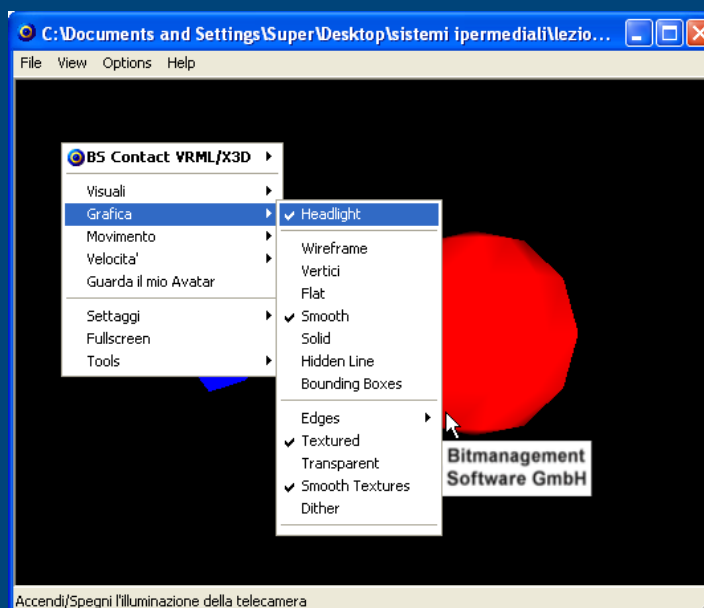 C:\Documents and Settings\Super\Desktop\sistemi ipermediali\lezio...
File View Options Help
BS Contact VRML/X3D
Visuali
Grafica
Movimento
Velocita'
Guarda il mio Avatar
Settaggi
Fullscreen
Tools
Headlight
Wireframe
Vertici
Flat
Smooth
Solid
Hidden Line
Bounding Boxes
Edges
Textured
Transparent
Smooth Textures
Dither
Bitmanagement
Software GmbH
Accendi/Spegni l'illuminazione della telecamera